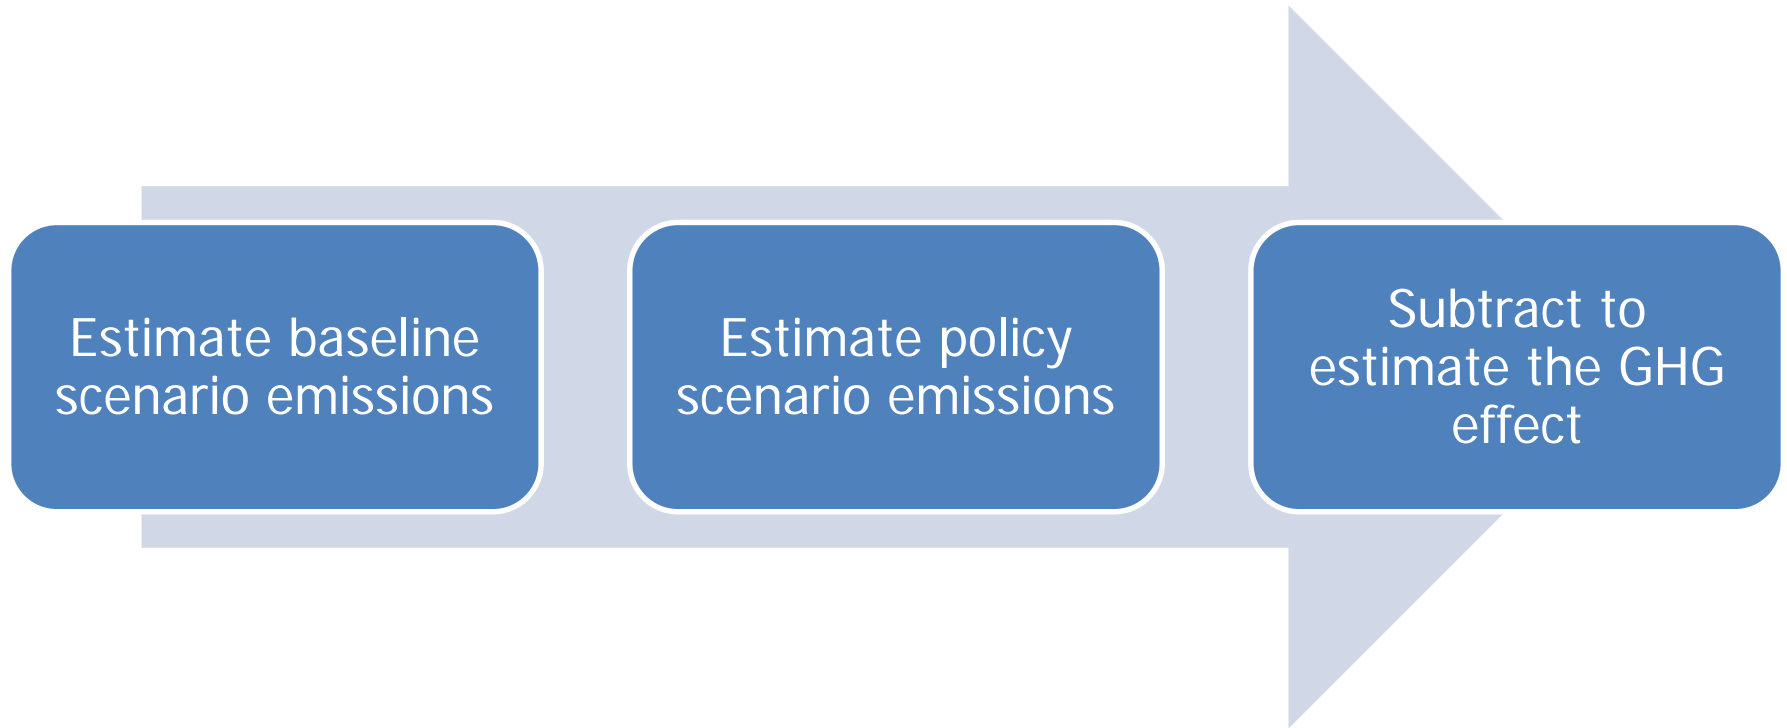 Estimate baseline
scenario emissions
Estimate policy
scenario emissions
Subtract to
estimate the GHG
effect